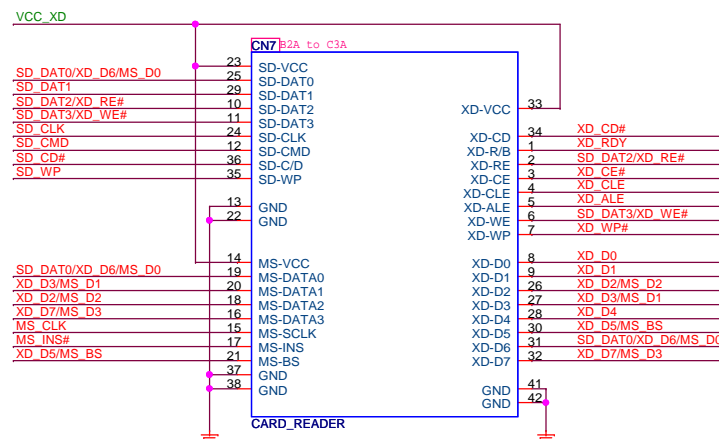 VCC_XD
CN7 B2A to C3A
23 SD-VCC
SD_DAT0/XD_D6/MS_D0 25 SD-DAT0
SD_DAT1 29 SD-DAT1
SD_DAT2/XD_RE# 10 SD-DAT2
SD_DAT3/XD_WE# 11 SD-DAT3
SD_CLK 24 SD-CLK
SD_CMD 12 SD-CMD
SD_CD# 36 SD-C/D
SD_WP 35 SD-WP
13 GND
22 GND
14 MS-VCC
SD_DAT0/XD_D6/MS_D0 19 MS-DATA0
XD_D3/MS_D1 20 MS-DATA1
XD_D2/MS_D2 18 MS-DATA2
XD_D7/MS_D3 16 MS-DATA3
MS_CLK 15 MS-SCLK
MS_INS# 17 MS-INS
XD_D5/MS_BS 21 MS-BS
37 GND
38 GND
XD-VCC 33
XD-CD 34 XD_CD#
XD-R/B 1 XD_RDY
XD-RE 2 SD_DAT2/XD_RE#
XD-CE 3 XD_CE#
XD-CLE 4 XD_CLE
XD-ALE 5 XD_ALE
XD-WE 6 SD_DAT3/XD_WE#
XD-WP 7 XD_WP#
XD-D0 8 XD_D0
XD-D1 9 XD_D1
XD-D2 26 XD_D2/MS_D2
XD-D3 27 XD_D3/MS_D1
XD-D4 28 XD_D4
XD-D5 30 XD_D5/MS_BS
XD-D6 31 SD_DAT0/XD_D6/MS_D0
XD-D7 32 XD_D7/MS_D3
GND 41
GND 42
CARD_READER